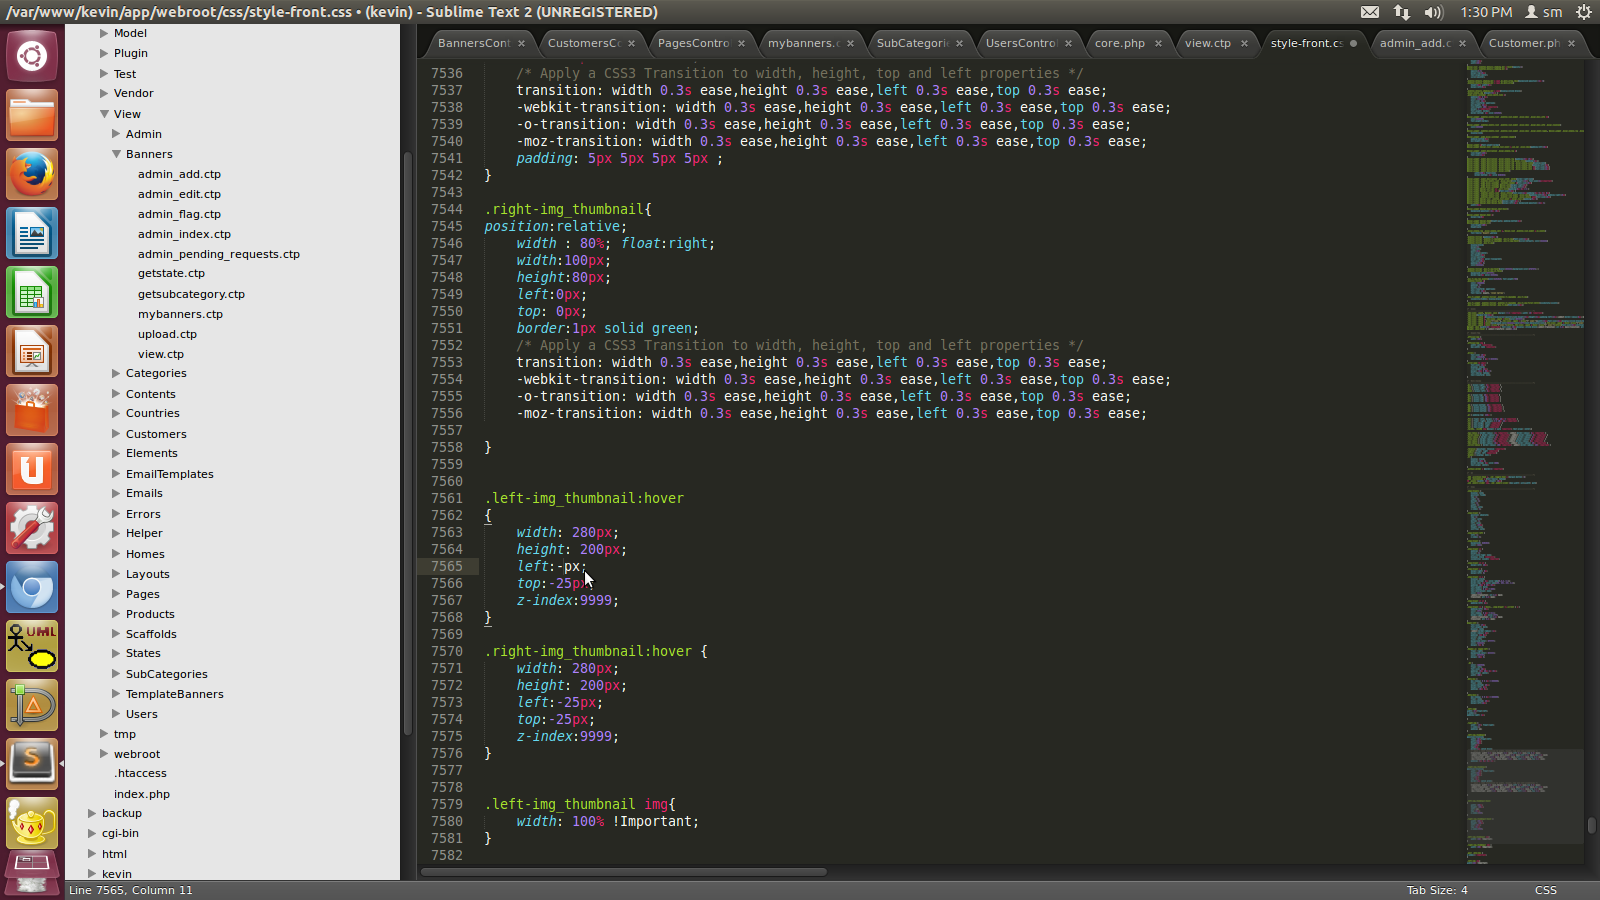 /var/www/kevin/app/webroot/css/style-front.css • (kevin) - Sublime Text 2 (UNREGISTERED)
1:30 PM
sm
Model
Plugin
Test
Vendor
View
Admin
Banners
admin_add.ctp
admin_edit.ctp
admin_flag.ctp
admin_index.ctp
admin_pending_requests.ctp
getstate.ctp
getsubcategory.ctp
mybanners.ctp
upload.ctp
view.ctp
Categories
Contents
Countries
Customers
Elements
EmailTemplates
Emails
Errors
Helper
Homes
Layouts
Pages
Products
Scaffolds
States
SubCategories
TemplateBanners
Users
tmp
webroot
.htaccess
index.php
backup
cgi-bin
html
kevin
BannersCont × CustomersCo × PagesContro × mybanners.c × SubCategorie × UsersControl × core.php × view.ctp × style-front.cs • admin_add.c × Customer.ph ×
7536 /* Apply a CSS3 Transition to width, height, top and left properties */
7537 transition: width 0.3s ease,height 0.3s ease,left 0.3s ease,top 0.3s ease;
7538 -webkit-transition: width 0.3s ease,height 0.3s ease,left 0.3s ease,top 0.3s ease;
7539 -o-transition: width 0.3s ease,height 0.3s ease,left 0.3s ease,top 0.3s ease;
7540 -moz-transition: width 0.3s ease,height 0.3s ease,left 0.3s ease,top 0.3s ease;
7541 padding: 5px 5px 5px 5px ;
7542 }
7543
7544 .right-img_thumbnail{
7545 position:relative;
7546 width : 80%; float:right;
7547 width:100px;
7548 height:80px;
7549 left:0px;
7550 top: 0px;
7551 border:1px solid green;
7552 /* Apply a CSS3 Transition to width, height, top and left properties */
7553 transition: width 0.3s ease,height 0.3s ease,left 0.3s ease,top 0.3s ease;
7554 -webkit-transition: width 0.3s ease,height 0.3s ease,left 0.3s ease,top 0.3s ease;
7555 -o-transition: width 0.3s ease,height 0.3s ease,left 0.3s ease,top 0.3s ease;
7556 -moz-transition: width 0.3s ease,height 0.3s ease,left 0.3s ease,top 0.3s ease;
7557
7558 }
7559
7560
7561 .left-img_thumbnail:hover
7562 {
7563 width: 280px;
7564 height: 200px;
7565 left:-px;
7566 top:-25px
7567 z-index:9999;
7568 }
7569
7570 .right-img_thumbnail:hover {
7571 width: 280px;
7572 height: 200px;
7573 left:-25px;
7574 top:-25px;
7575 z-index:9999;
7576 }
7577
7578
7579 .left-img_thumbnail img{
7580 width: 100% !Important;
7581 }
7582
UML
Line 7565, Column 11
Tab Size: 4
CSS